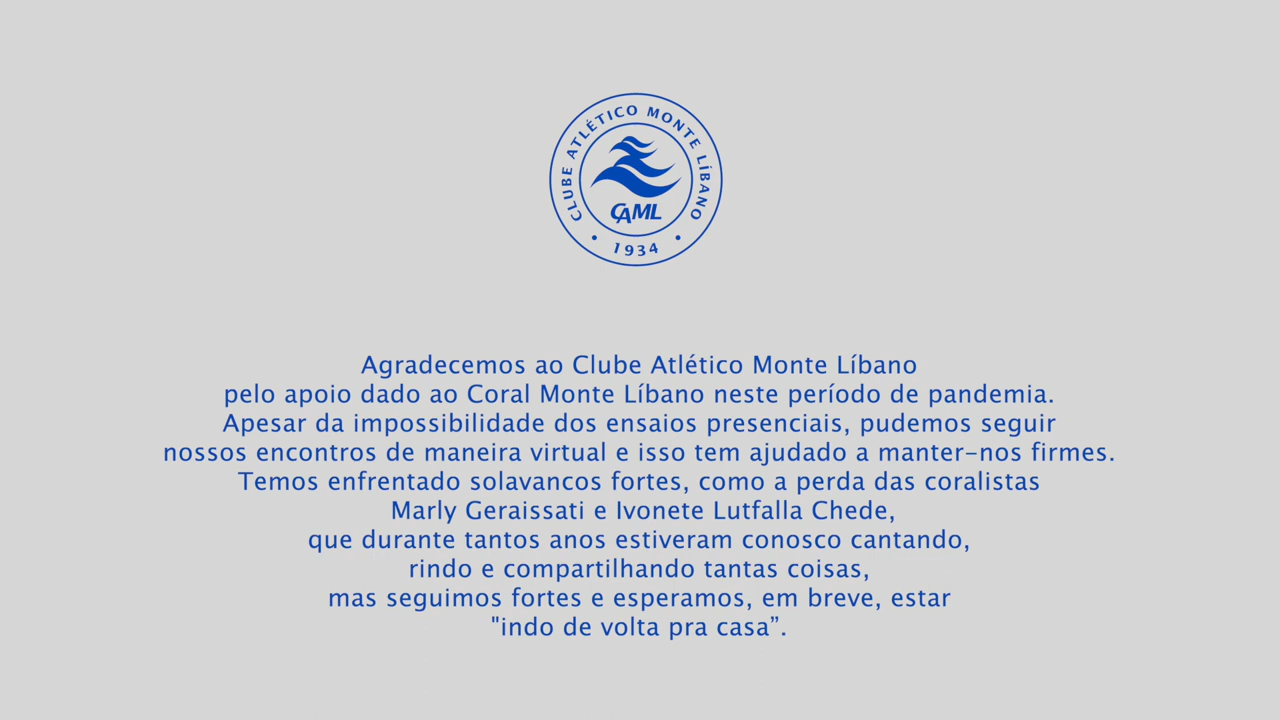 CLUBE ATLÉTICO MONTE LÍBANO
CAML
1934
Agradecemos ao Clube Atlético Monte Líbano
pelo apoio dado ao Coral Monte Líbano neste período de pandemia.
Apesar da impossibilidade dos ensaios presenciais, pudemos seguir
nossos encontros de maneira virtual e isso tem ajudado a manter-nos firmes.
Temos enfrentado solavancos fortes, como a perda das coralistas
Marly Geraissati e Ivonete Lutfalla Chede,
que durante tantos anos estiveram conosco cantando,
rindo e compartilhando tantas coisas,
mas seguimos fortes e esperamos, em breve, estar
"indo de volta pra casa”.